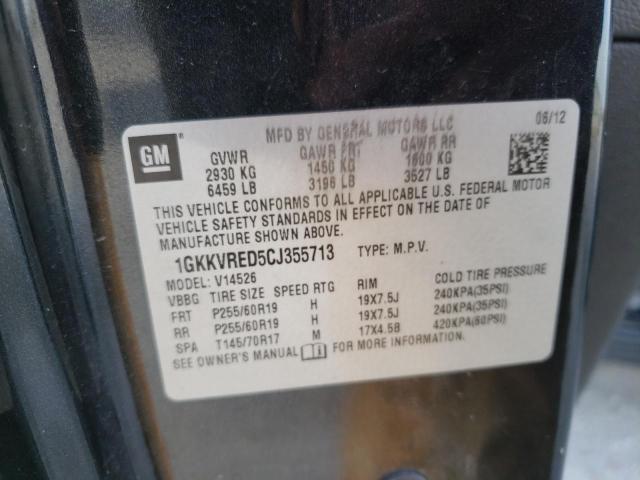 GM
MFD BY GENERAL MOTORS LLC
06/12
GVWR GAWR FRT GAWR RR
2930 KG 1450 KG 1600 KG
6459 LB 3196 LB 3527 LB
THIS VEHICLE CONFORMS TO ALL APPLICABLE U.S. FEDERAL MOTOR
VEHICLE SAFETY STANDARDS IN EFFECT ON THE DATE OF
MANUFACTURE SHOWN ABOVE.
1GKKVRED5CJ355713 TYPE: M.P.V.
MODEL: V14526
VBBG TIRE SIZE SPEED RTG RIM COLD TIRE PRESSURE
FRT P255/60R19 H 19X7.5J 240KPA(35PSI)
RR P255/60R19 H 19X7.5J 240KPA(35PSI)
SPA T145/70R17 M 17X4.5B 420KPA(60PSI)
SEE OWNER'S MANUAL FOR MORE INFORMATION.